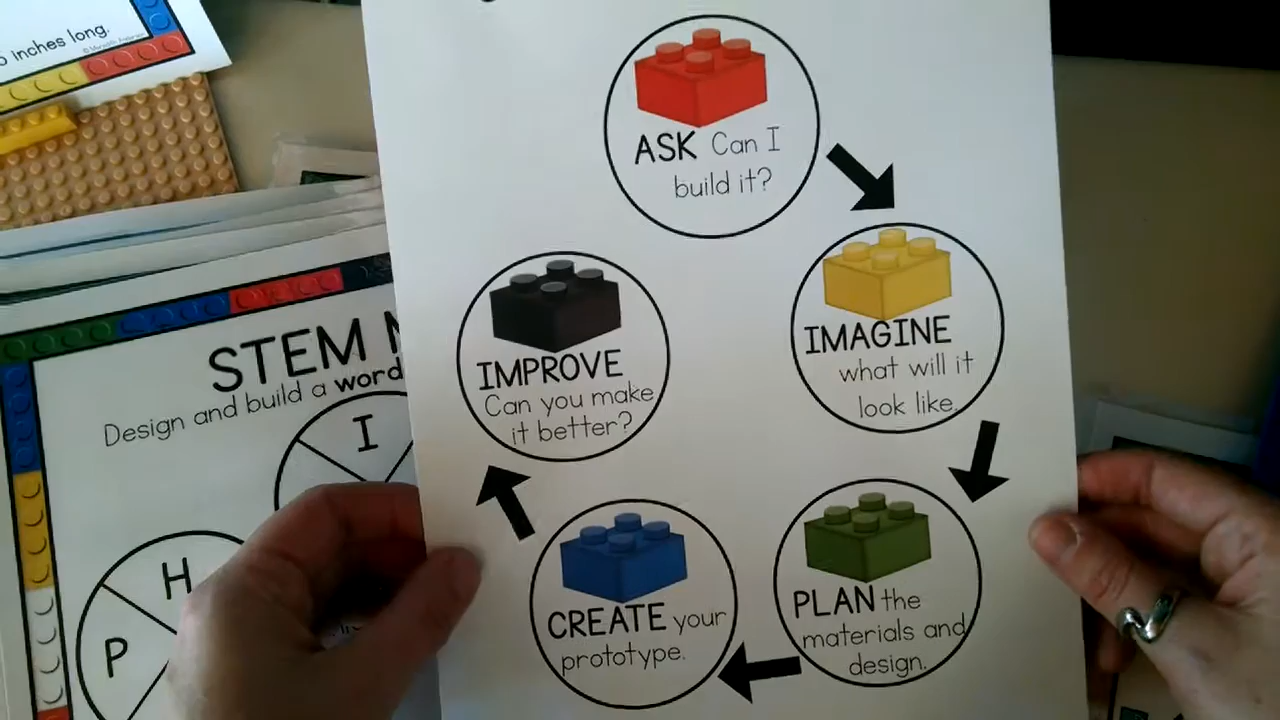 inches long.
ASK Can I
build it?
IMAGINE
what will it
look like
PLAN the
materials and
design.
CREATE your
prototype.
IMPROVE
Can you make
it better?
STEM
Design and build a word
I
H
P